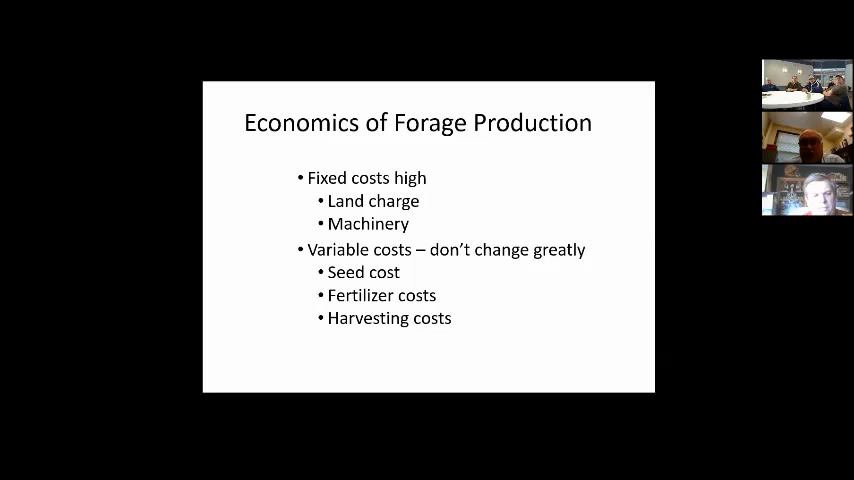 Economics of Forage Production
• Fixed costs high
• Land charge
• Machinery
• Variable costs – don't change greatly
• Seed cost
• Fertilizer costs
• Harvesting costs